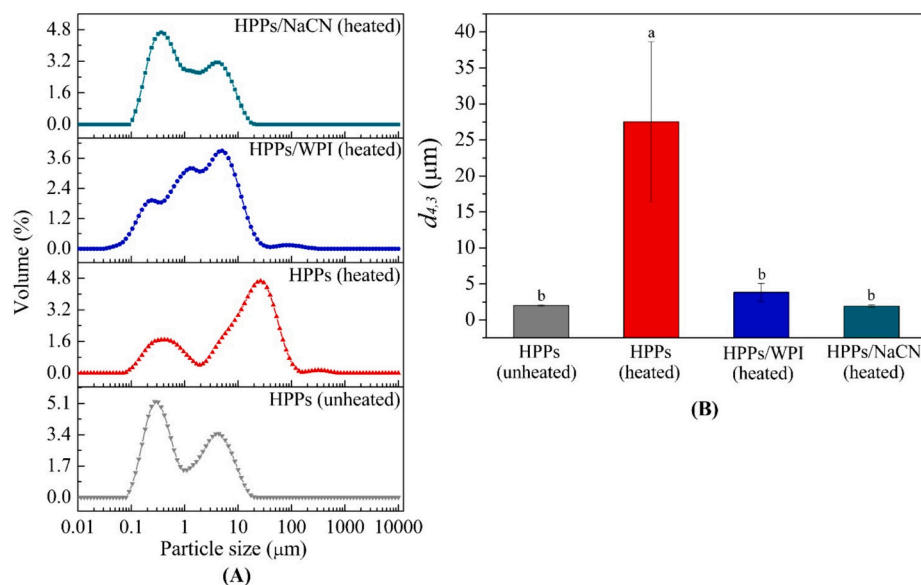 HPPs/NaCN (heated)
4.8
3.2
1.6
0.0
HPPs/WPI (heated)
3.6
2.4
1.2
0.0
HPPs (heated)
4.8
3.2
1.6
0.0
HPPs (unheated)
5.1
3.4
1.7
0.0
Volume (%)
0.01 0.1 1 10 100 1000 10000
Particle size (μm)
(A)
40
35
30
25
20
15
10
5
0
d4,3 (μm)
b
a
b
b
HPPs
(unheated)
HPPs
(heated)
HPPs/WPI
(heated)
HPPs/NaCN
(heated)
(B)